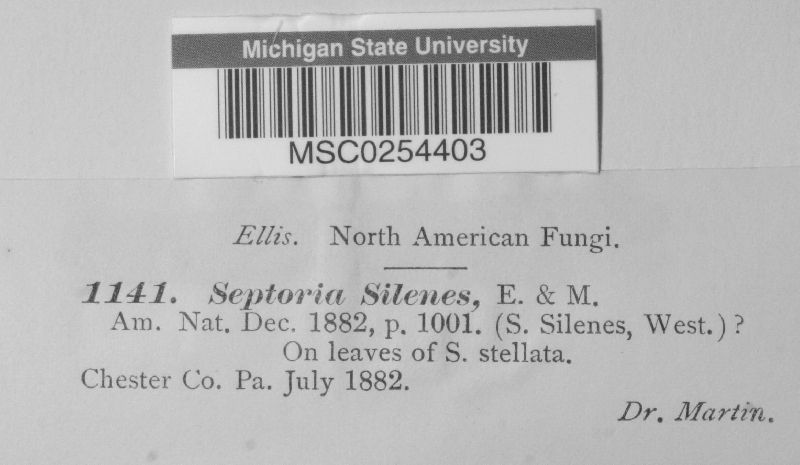 Michigan State University
MSC0254403
Ellis. North American Fungi.
1141. Septoria Silenes, E. & M.
Am. Nat. Dec. 1882, p. 1001. (S. Silenes, West.) ?
On leaves of S. stellata.
Chester Co. Pa. July 1882.
Dr. Martin.